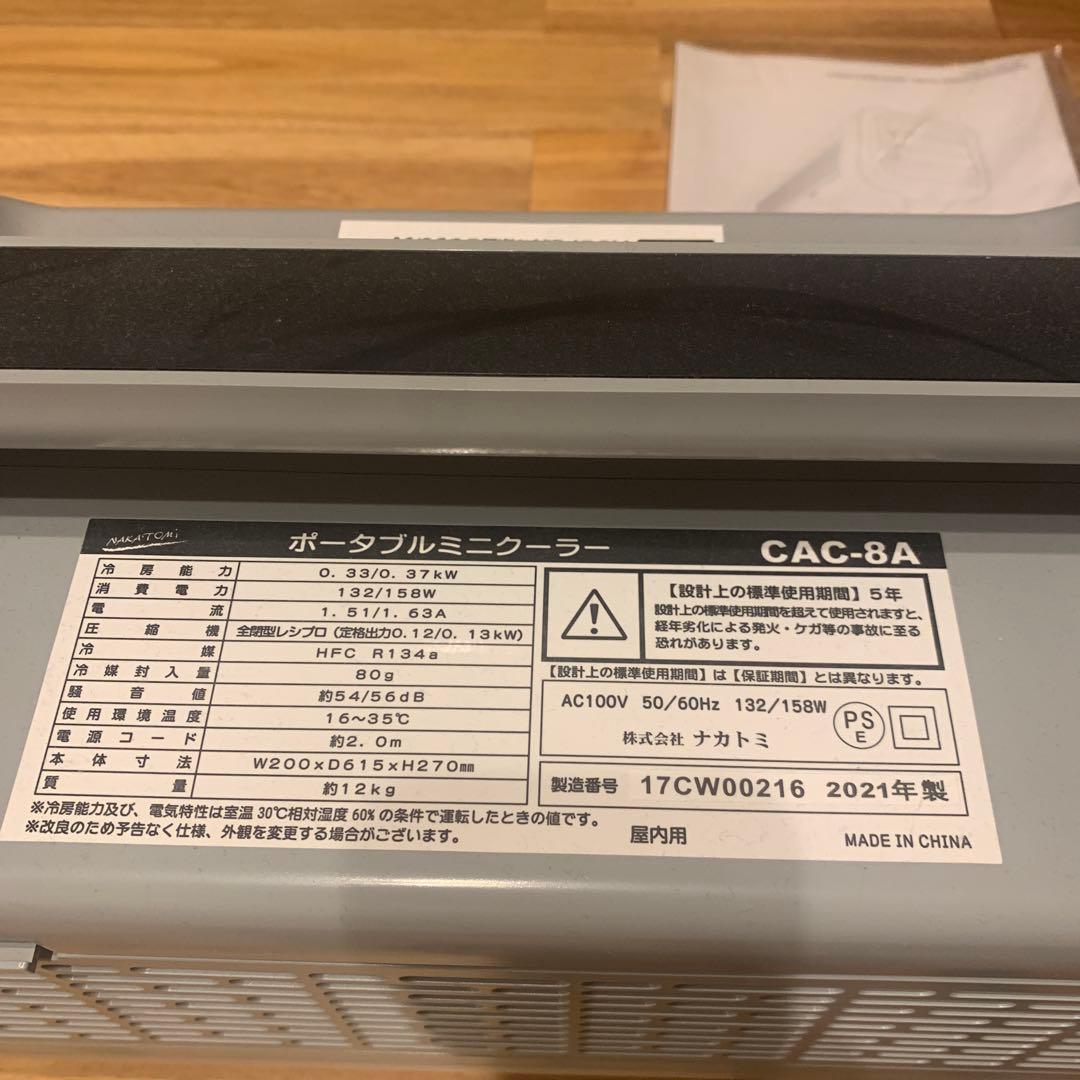 NAKATOMI ポータブルミニクーラー CAC-8A
冷房能力 0.33/0.37kW
消費電力 132/158W
電流 1.51/1.63A
圧縮機 全閉型レシプロ（定格出力0.12/0.13kW）
冷媒 HFC R134a
冷媒封入量 80g
騒音値 約54/56dB
使用環境温度 16～35℃
電源コード 約2.0m
本体寸法 W200xD615xH270mm
質量 約12kg
※冷房能力及び、電気特性は室温30℃相対湿度60%の条件で運転したときの値です。
※改良のため予告なく仕様、外観を変更する場合がございます。
【設計上の標準使用期間】5年
設計上の標準使用期間を超えて使用されますと、
経年劣化による発火・ケガ等の事故に至る
恐れがあります。
【設計上の標準使用期間】は【保証期間】とは異なります。
AC100V 50/60Hz 132/158W
株式会社 ナカトミ
PS
E
製造番号 17CW00216 2021年製
屋内用
MADE IN CHINA